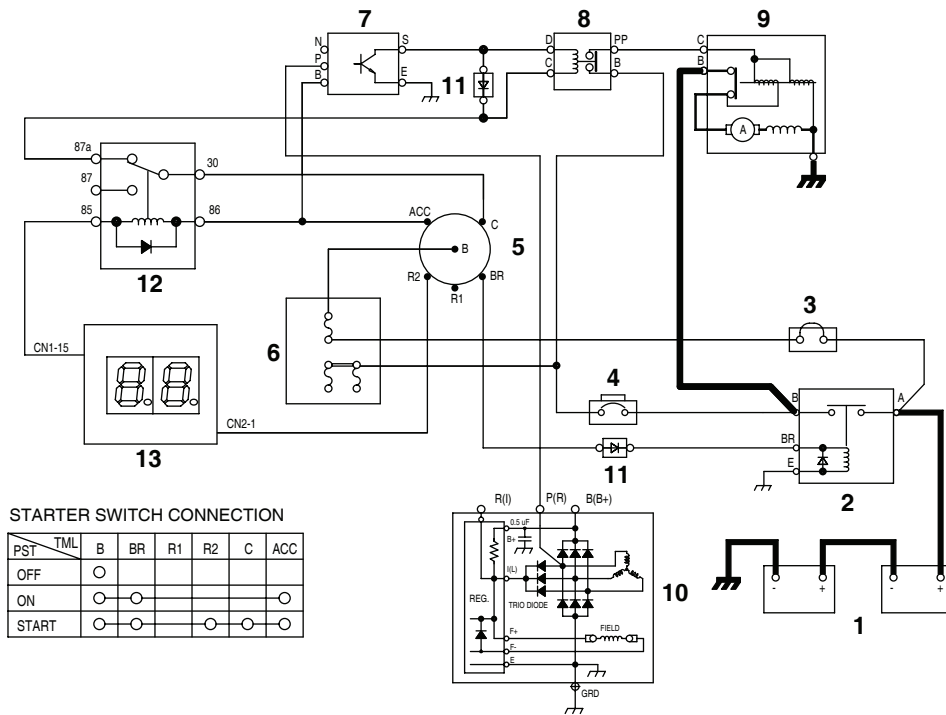 7
8
9
N
P
B
S
E
D
C
PP
B
C
B
A
11
87a
87
85
30
86
12
ACC
C
B
R2
BR
R1
5
6
3
4
CN1-15
CN2-1
13
B
A
BR
E
2
11
R(I)
P(R)
B(B+)
0.5 uF
B+
I(L)
REG.
TRIO DIODE
F+
FIELD
F-
E
GRD
10
-
+
-
+
1
STARTER SWITCH CONNECTION
PST TML B BR R1 R2 C ACC
OFF
ON
START